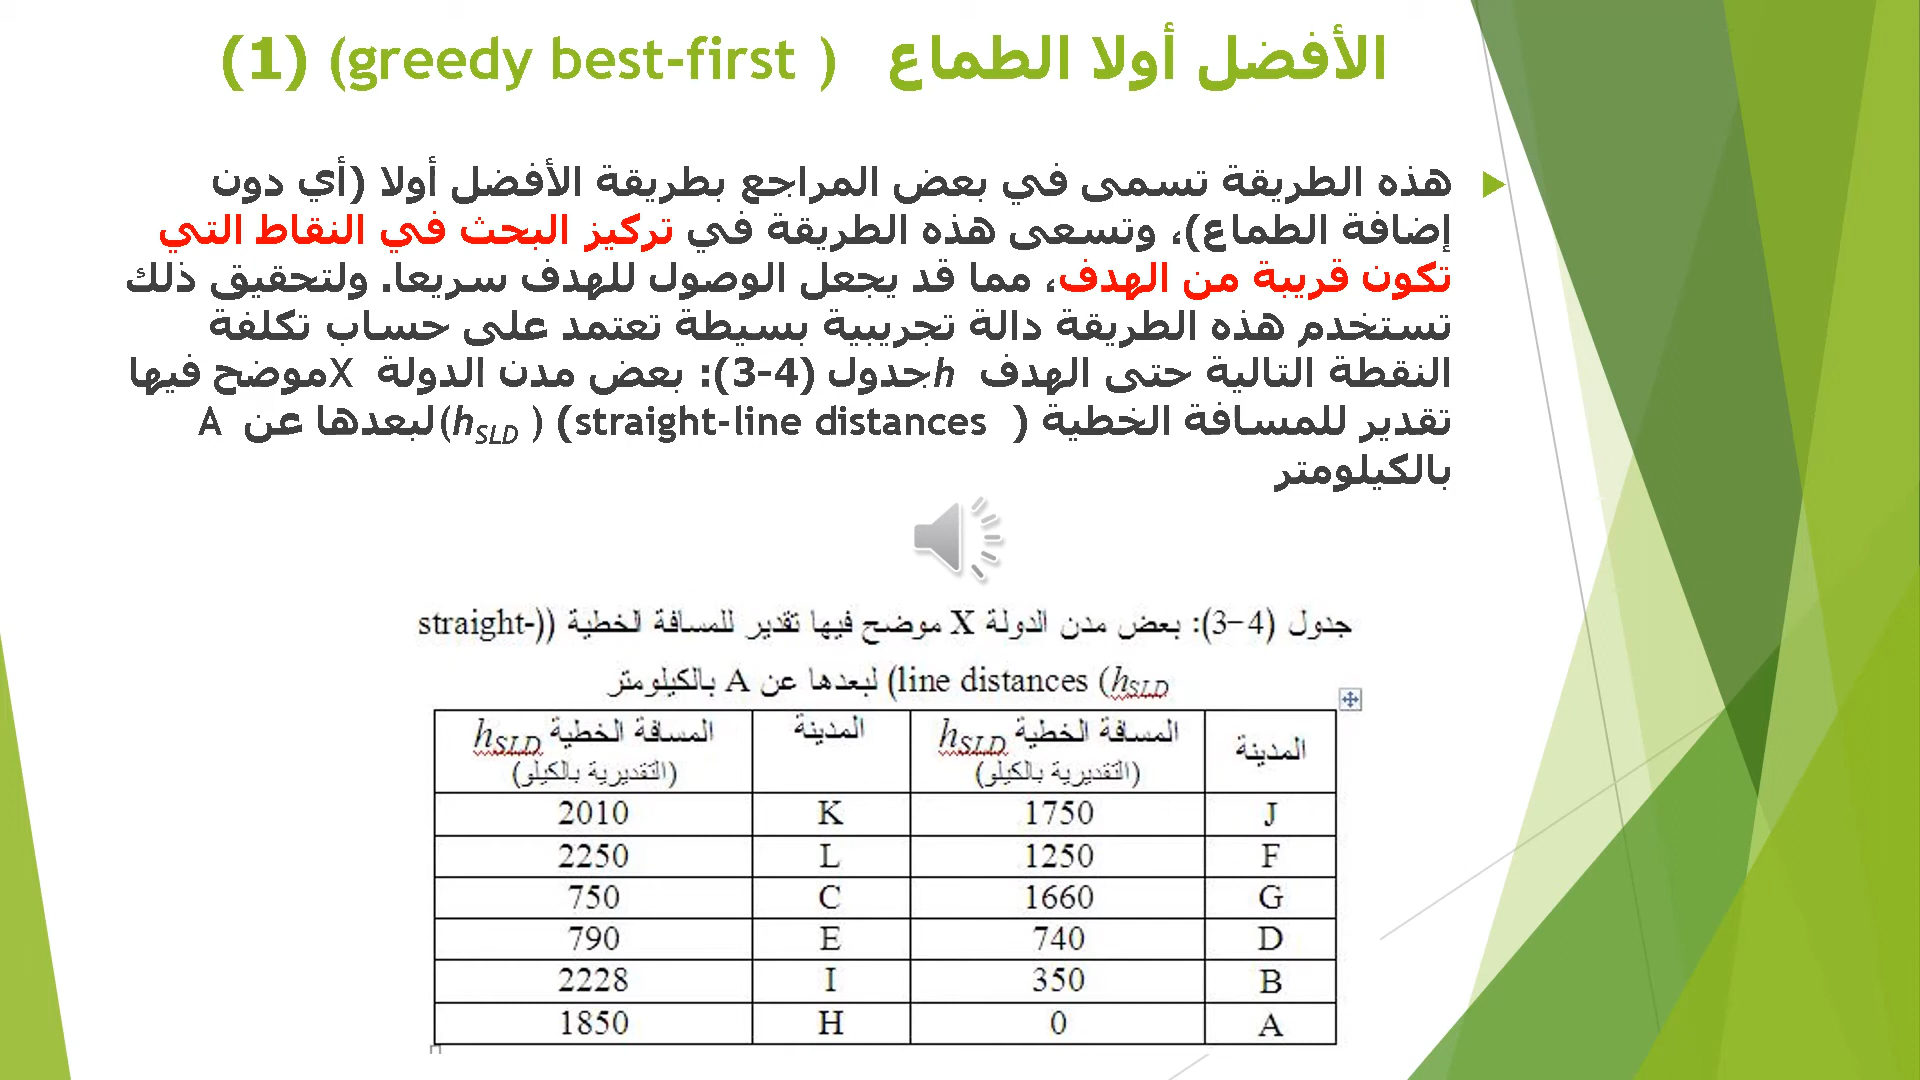 الأفضل أولا الطماع ( greedy best-first) (1)
هذه الطريقة تسمى في بعض المراجع بطريقة الأفضل أولا (أي دون
إضافة الطماع)، وتسعى هذه الطريقة في تركيز البحث في النقاط التي
تكون قريبة من الهدف، مما قد يجعل الوصول للهدف سريعا. ولتحقيق ذلك
تستخدم هذه الطريقة دالة تجريبية بسيطة تعتمد على حساب تكلفة
النقطة التالية حتى الهدف h جدول (4-3): بعض مدن الدولة X موضح فيها
تقدير للمسافة الخطية ( straight-line distances) ( hSLD) لبعدها عن A
بالكيلومتر
جدول (4-3): بعض مدن الدولة X موضح فيها تقدير للمسافة الخطية ((straight-
line distances (hSLD) لبعدها عن A بالكيلومتر
المدينة المسافة الخطية hSLD المدينة المسافة الخطية hSLD
(التقديرية بالكيلو) (التقديرية بالكيلو)
J 1750 K 2010
F 1250 L 2250
G 1660 C 750
D 740 E 790
B 350 I 2228
A 0 H 1850